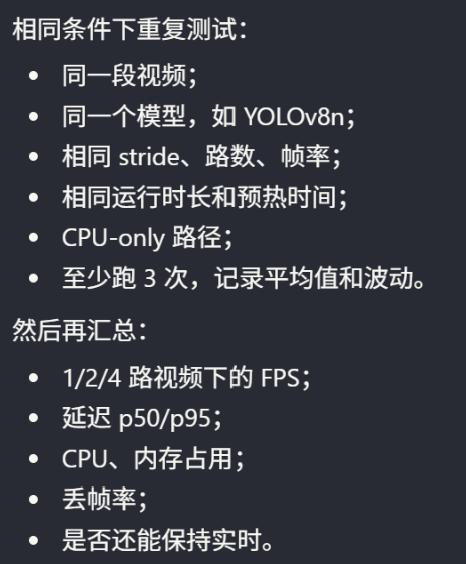 相同条件下重复测试：
• 同一段视频；
• 同一个模型，如 YOLOv8n；
• 相同 stride、路数、帧率；
• 相同运行时长和预热时间；
• CPU-only 路径；
• 至少跑 3 次，记录平均值和波动。
然后再汇总：
• 1/2/4 路视频下的 FPS；
• 延迟 p50/p95；
• CPU、内存占用；
• 丢帧率；
• 是否还能保持实时。